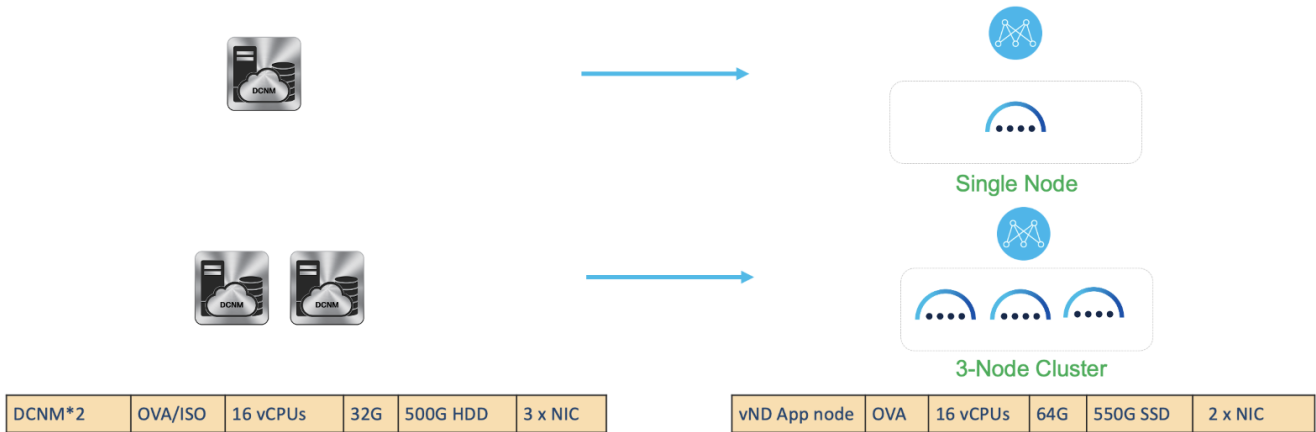 DCNM
Single Node
DCNM DCNM
3-Node Cluster
DCNM*2 OVA/ISO 16 vCPUs 32G 500G HDD 3 x NIC
vND App node OVA 16 vCPUs 64G 550G SSD 2 x NIC